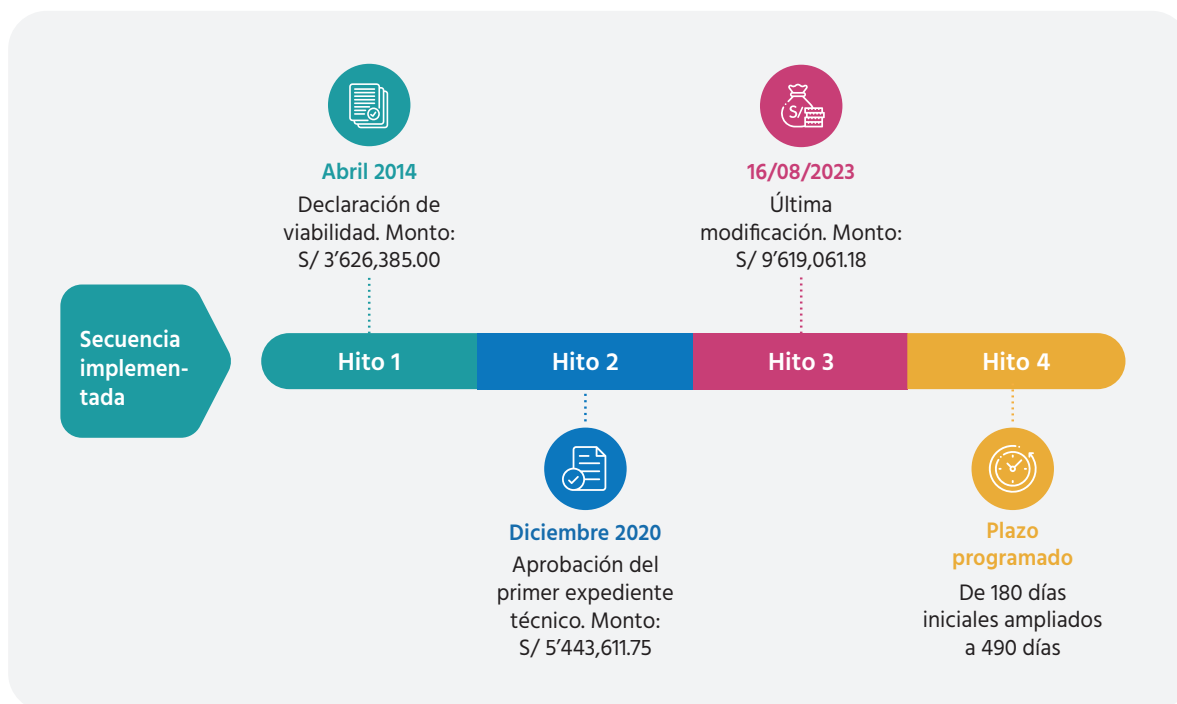 Secuencia
implemen-
tada
Abril 2014
Declaración de
viabilidad. Monto:
S/ 3’626,385.00
S/
16/08/2023
Última
modificación. Monto:
S/ 9’619,061.18
Hito 1
Hito 2
Hito 3
Hito 4
Diciembre 2020
Aprobación del
primer expediente
técnico. Monto:
S/ 5’443,611.75
Plazo
programado
De 180 días
iniciales ampliados
a 490 días